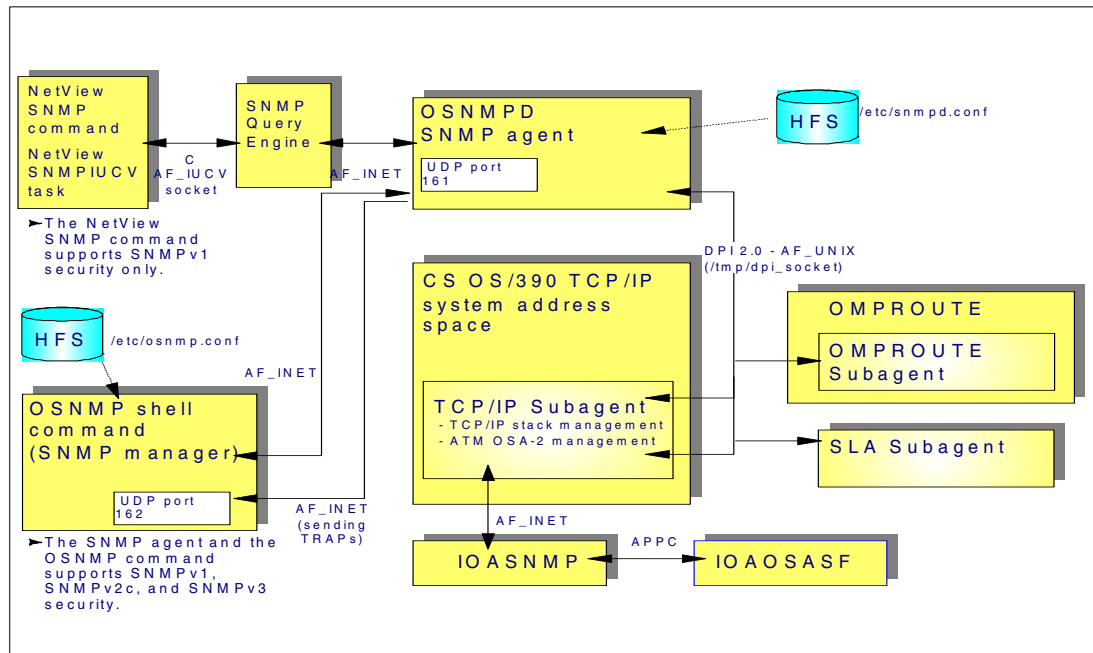 NetView
SNMP
command
NetView
SNMPIUCV
task
SNMP
Query
Engine
C
AF_IUCV
socket
AF_INET
OSNMPD
SNMP agent
UDP port
161
HFS
/etc/snmpd.conf
The NetView
SNMP command
supports SNMPv1
security only.
DPI 2.0 - AF_UNIX
(/tmp/dpi_socket)
CS OS/390 TCP/IP
system address
space
TCP/IP Subagent
- TCP/IP stack management
- ATM OSA-2 management
OMPROUTE
OMPROUTE
Subagent
SLA Subagent
HFS
/etc/osnmp.conf
AF_INET
OSNMP shell
command
(SNMP manager)
UDP port
162
AF_INET
(sending
TRAPs)
The SNMP agent and the
OSNMP command
supports SNMPv1,
SNMPv2c, and SNMPv3
security.
AF_INET
IOASNMP
APPC
IOAOSASF